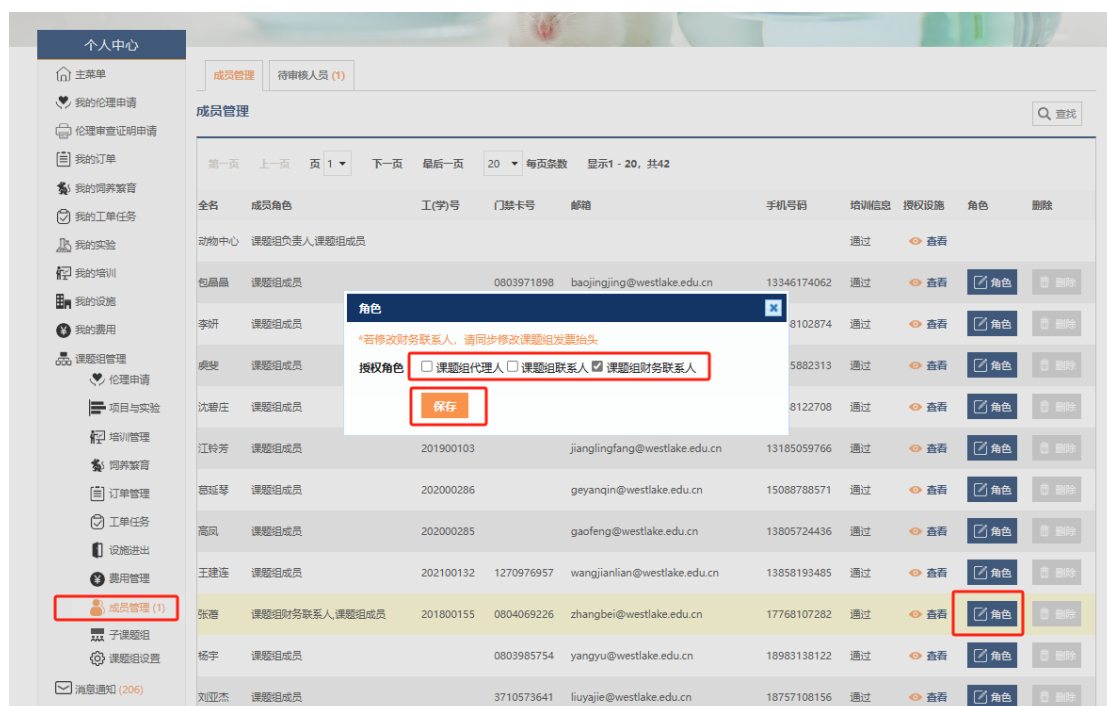 个人中心
主菜单
我的伦理申请
伦理审查证明申请
我的订单
我的饲养繁育
我的工单任务
我的实验
我的培训
我的设施
我的费用
课题组管理
伦理申请
项目与实验
培训管理
饲养繁育
订单管理
工单任务
设施进出
费用管理
成员管理 (1)
子课题组
课题组设置
消息通知 (206)
成员管理 待审核人员 (1)
成员管理 查找
第一页 上一页 页 1 下一页 最后一页 20 每页条数 显示1 - 20，共42
全名 成员角色 工(学)号 门禁卡号 邮箱 手机号码 培训信息 授权设施 角色 删除
动物中心 课题组负责人,课题组成员 通过 查看
包晶晶 课题组成员 0803971898 baojingjing@westlake.edu.cn 13346174062 通过 查看 角色 删除
李妍 课题组成员 8102874 通过 查看 角色 删除
虞斐 课题组成员 5882313 通过 查看 角色 删除
沈碧庄 课题组成员 8122708 通过 查看 角色 删除
角色
*若修改财务联系人，请同步修改课题组发票抬头
授权角色 课题组代理人 课题组联系人 课题组财务联系人
保存
江铃芳 课题组成员 201900103 jianglingfang@westlake.edu.cn 13185059766 通过 查看 角色 删除
葛延琴 课题组成员 202000286 geyanqin@westlake.edu.cn 15088788571 通过 查看 角色 删除
高凤 课题组成员 202000285 gaofeng@westlake.edu.cn 13805724436 通过 查看 角色 删除
王建连 课题组成员 202100132 1270976957 wangjianlian@westlake.edu.cn 13858193485 通过 查看 角色 删除
张蓓 课题组财务联系人,课题组成员 201800155 0804069226 zhangbei@westlake.edu.cn 17768107282 通过 查看 角色 删除
杨宇 课题组成员 0803985754 yangyu@westlake.edu.cn 18983138122 通过 查看 角色 删除
刘亚杰 课题组成员 3710573641 liuyajie@westlake.edu.cn 18757108156 通过 查看 角色 删除